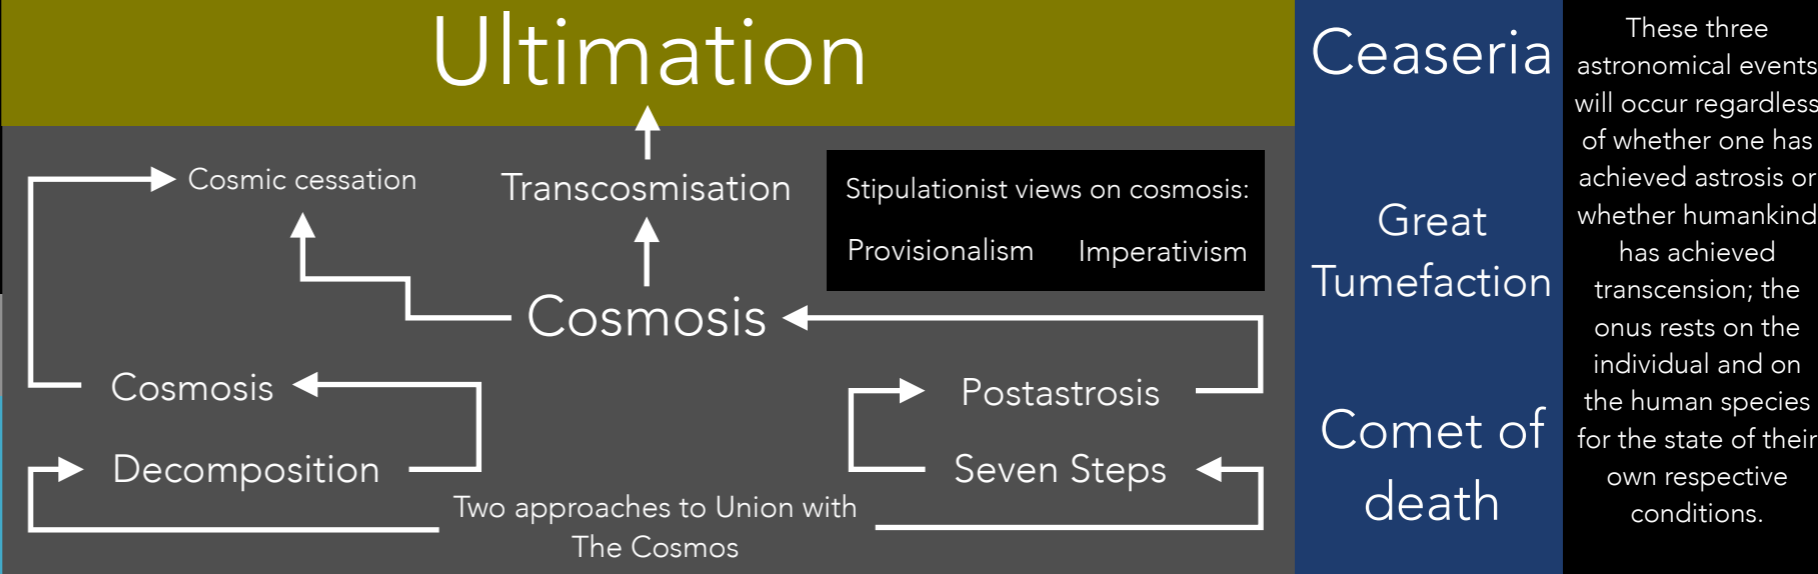 Ultimation
Cosmic cessation
Transcosmisation
Stipulationist views on cosmosis:
Provisionalism Imperativism
Cosmosis
Cosmosis
Postastrosis
Decomposition
Seven Steps
Two approaches to Union with
The Cosmos
Ceaseria
Great
Tumefaction
Comet of
death
These three
astronomical events
will occur regardless
of whether one has
achieved astrosis or
whether humankind
has achieved
transcension; the
onus rests on the
individual and on
the human species
for the state of their
own respective
conditions.